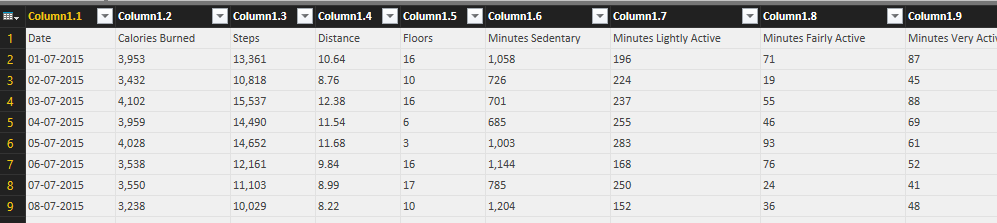 Column1.1 Column1.2 Column1.3 Column1.4 Column1.5 Column1.6 Column1.7 Column1.8 Column1.9
1 Date Calories Burned Steps Distance Floors Minutes Sedentary Minutes Lightly Active Minutes Fairly Active Minutes Very Activ
2 01-07-2015 3,953 13,361 10.64 16 1,058 196 71 87
3 02-07-2015 3,432 10,818 8.76 10 726 224 19 45
4 03-07-2015 4,102 15,537 12.38 16 701 237 55 88
5 04-07-2015 3,959 14,490 11.54 6 685 255 46 69
6 05-07-2015 4,028 14,652 11.68 3 1,003 283 93 61
7 06-07-2015 3,538 12,161 9.84 16 1,144 168 76 52
8 07-07-2015 3,550 11,103 8.99 17 785 250 24 41
9 08-07-2015 3,238 10,029 8.22 10 1,204 152 36 48